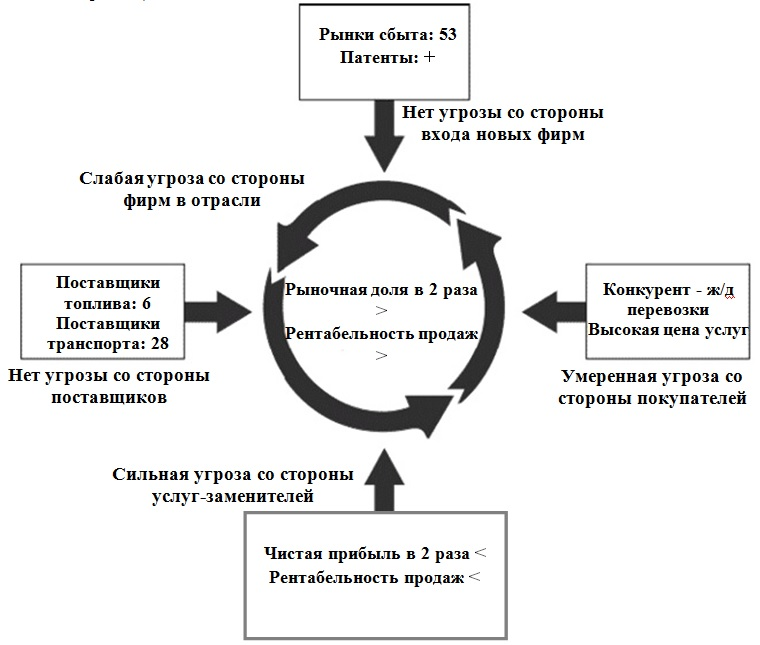 Рынки сбыта: 53
Патенты: +
Нет угрозы со стороны
входа новых фирм
Слабая угроза со стороны
фирм в отрасли
Поставщики
топлива: 6
Поставщики
транспорта: 28
Нет угрозы со стороны
поставщиков
Рыночная доля в 2 раза
>
Рентабельность продаж
>
Конкурент - ж/д
перевозки
Высокая цена услуг
Умеренная угроза со
стороны покупателей
Сильная угроза со стороны
услуг-заменителей
Чистая прибыль в 2 раза <
Рентабельность продаж <